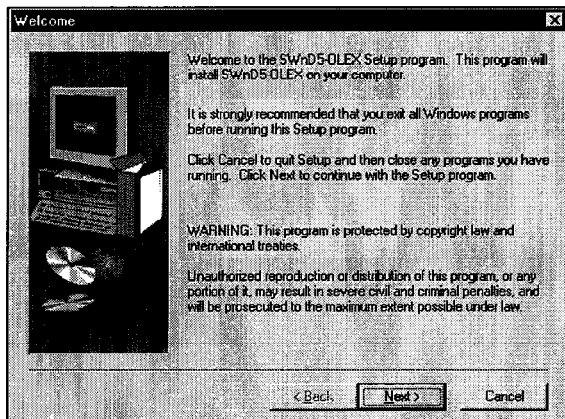 Welcome
Welcome to the SWnD5-OLEX Setup program. This program will
install SWnD5-OLEX on your computer.
It is strongly recommended that you exit all Windows programs
before running this Setup program.
Click Cancel to quit Setup and then close any programs you have
running. Click Next to continue with the Setup program.
WARNING: This program is protected by copyright law and
international treaties.
Unauthorized reproduction or distribution of this program, or any
portion of it, may result in severe civil and criminal penalties, and
will be prosecuted to the maximum extent possible under law.
< Back
Next >
Cancel